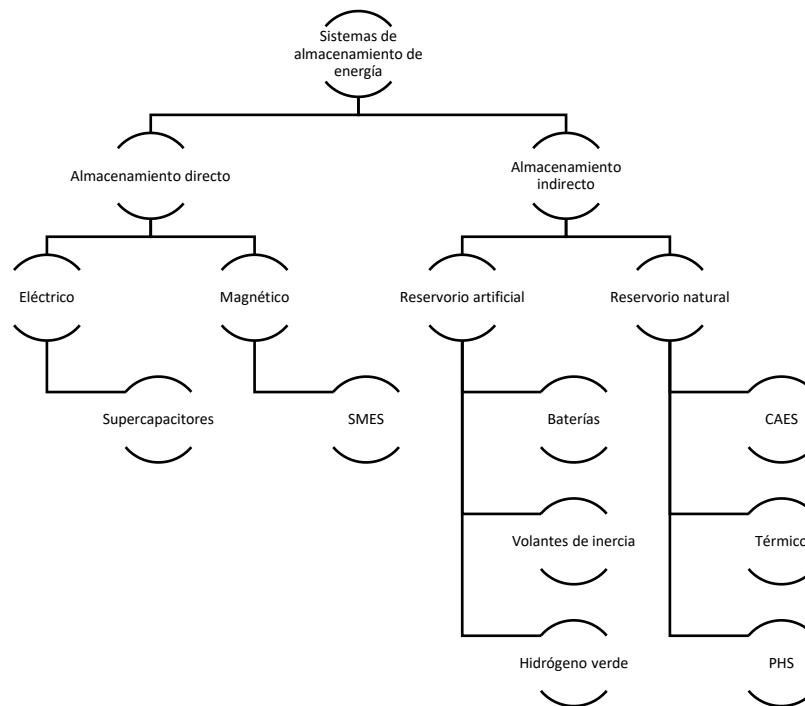 Sistemas de
almacenamiento de
energía
Almacenamiento directo
Almacenamiento
indirecto
Eléctrico
Magnético
Reservorio artificial
Reservorio natural
Supercapacitores
SMES
Baterías
CAES
Volantes de inercia
Térmico
Hidrógeno verde
PHS